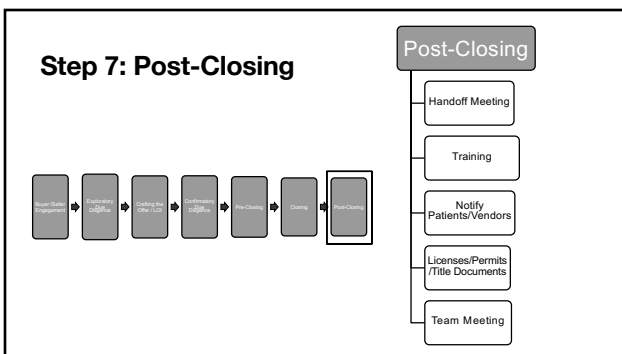 Step 7: Post-Closing
Buyer Seller
Engagement
Exploratory
Due
Diligence
Drafting the
Offer / LOI
Confirmatory
Due
Diligence
Pre-Closing
Closing
Post-Closing
Post-Closing
Handoff Meeting
Training
Notify
Patients/Vendors
Licenses/Permits
/Title Documents
Team Meeting